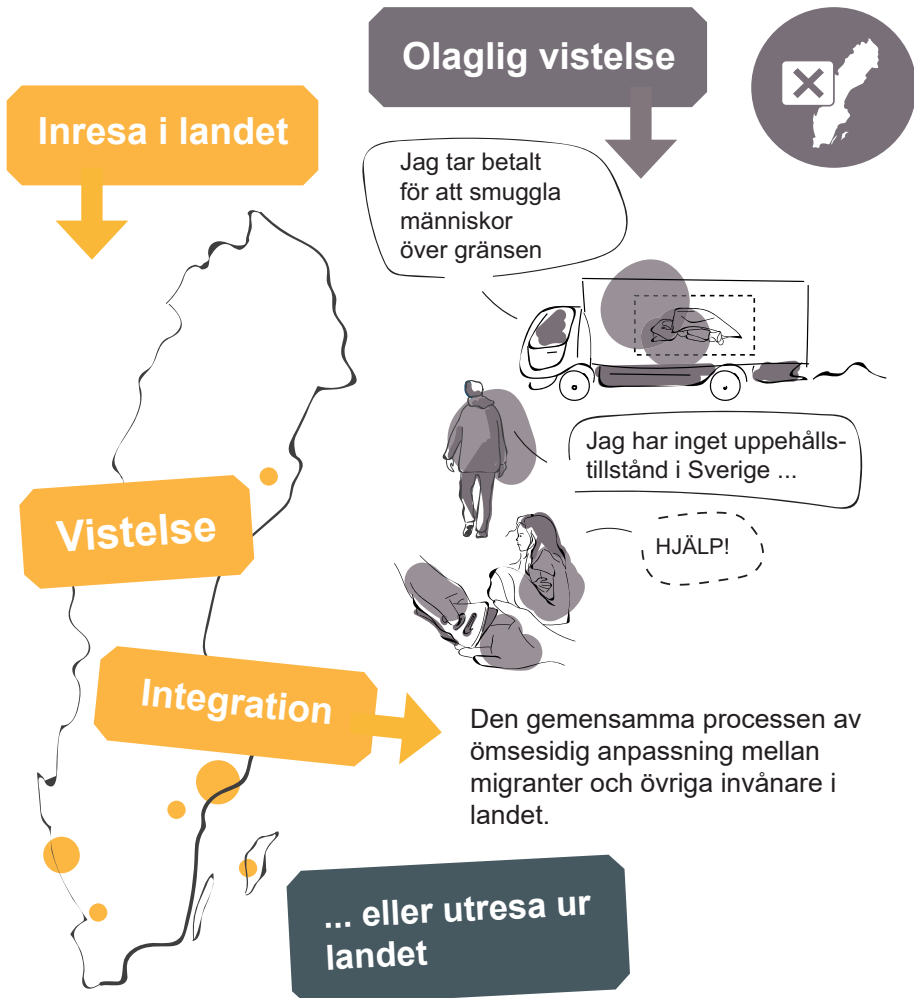 Olaglig vistelse
Inresa i landet
Jag tar betalt
för att smuggla
människor
över gränsen
Jag har inget uppehålls-
tillstånd i Sverige ...
Vistelse
HJÄLP!
Integration
Den gemensamma processen av
ömsesidig anpassning mellan
migranter och övriga invånare i
landet.
... eller utresa ur
landet